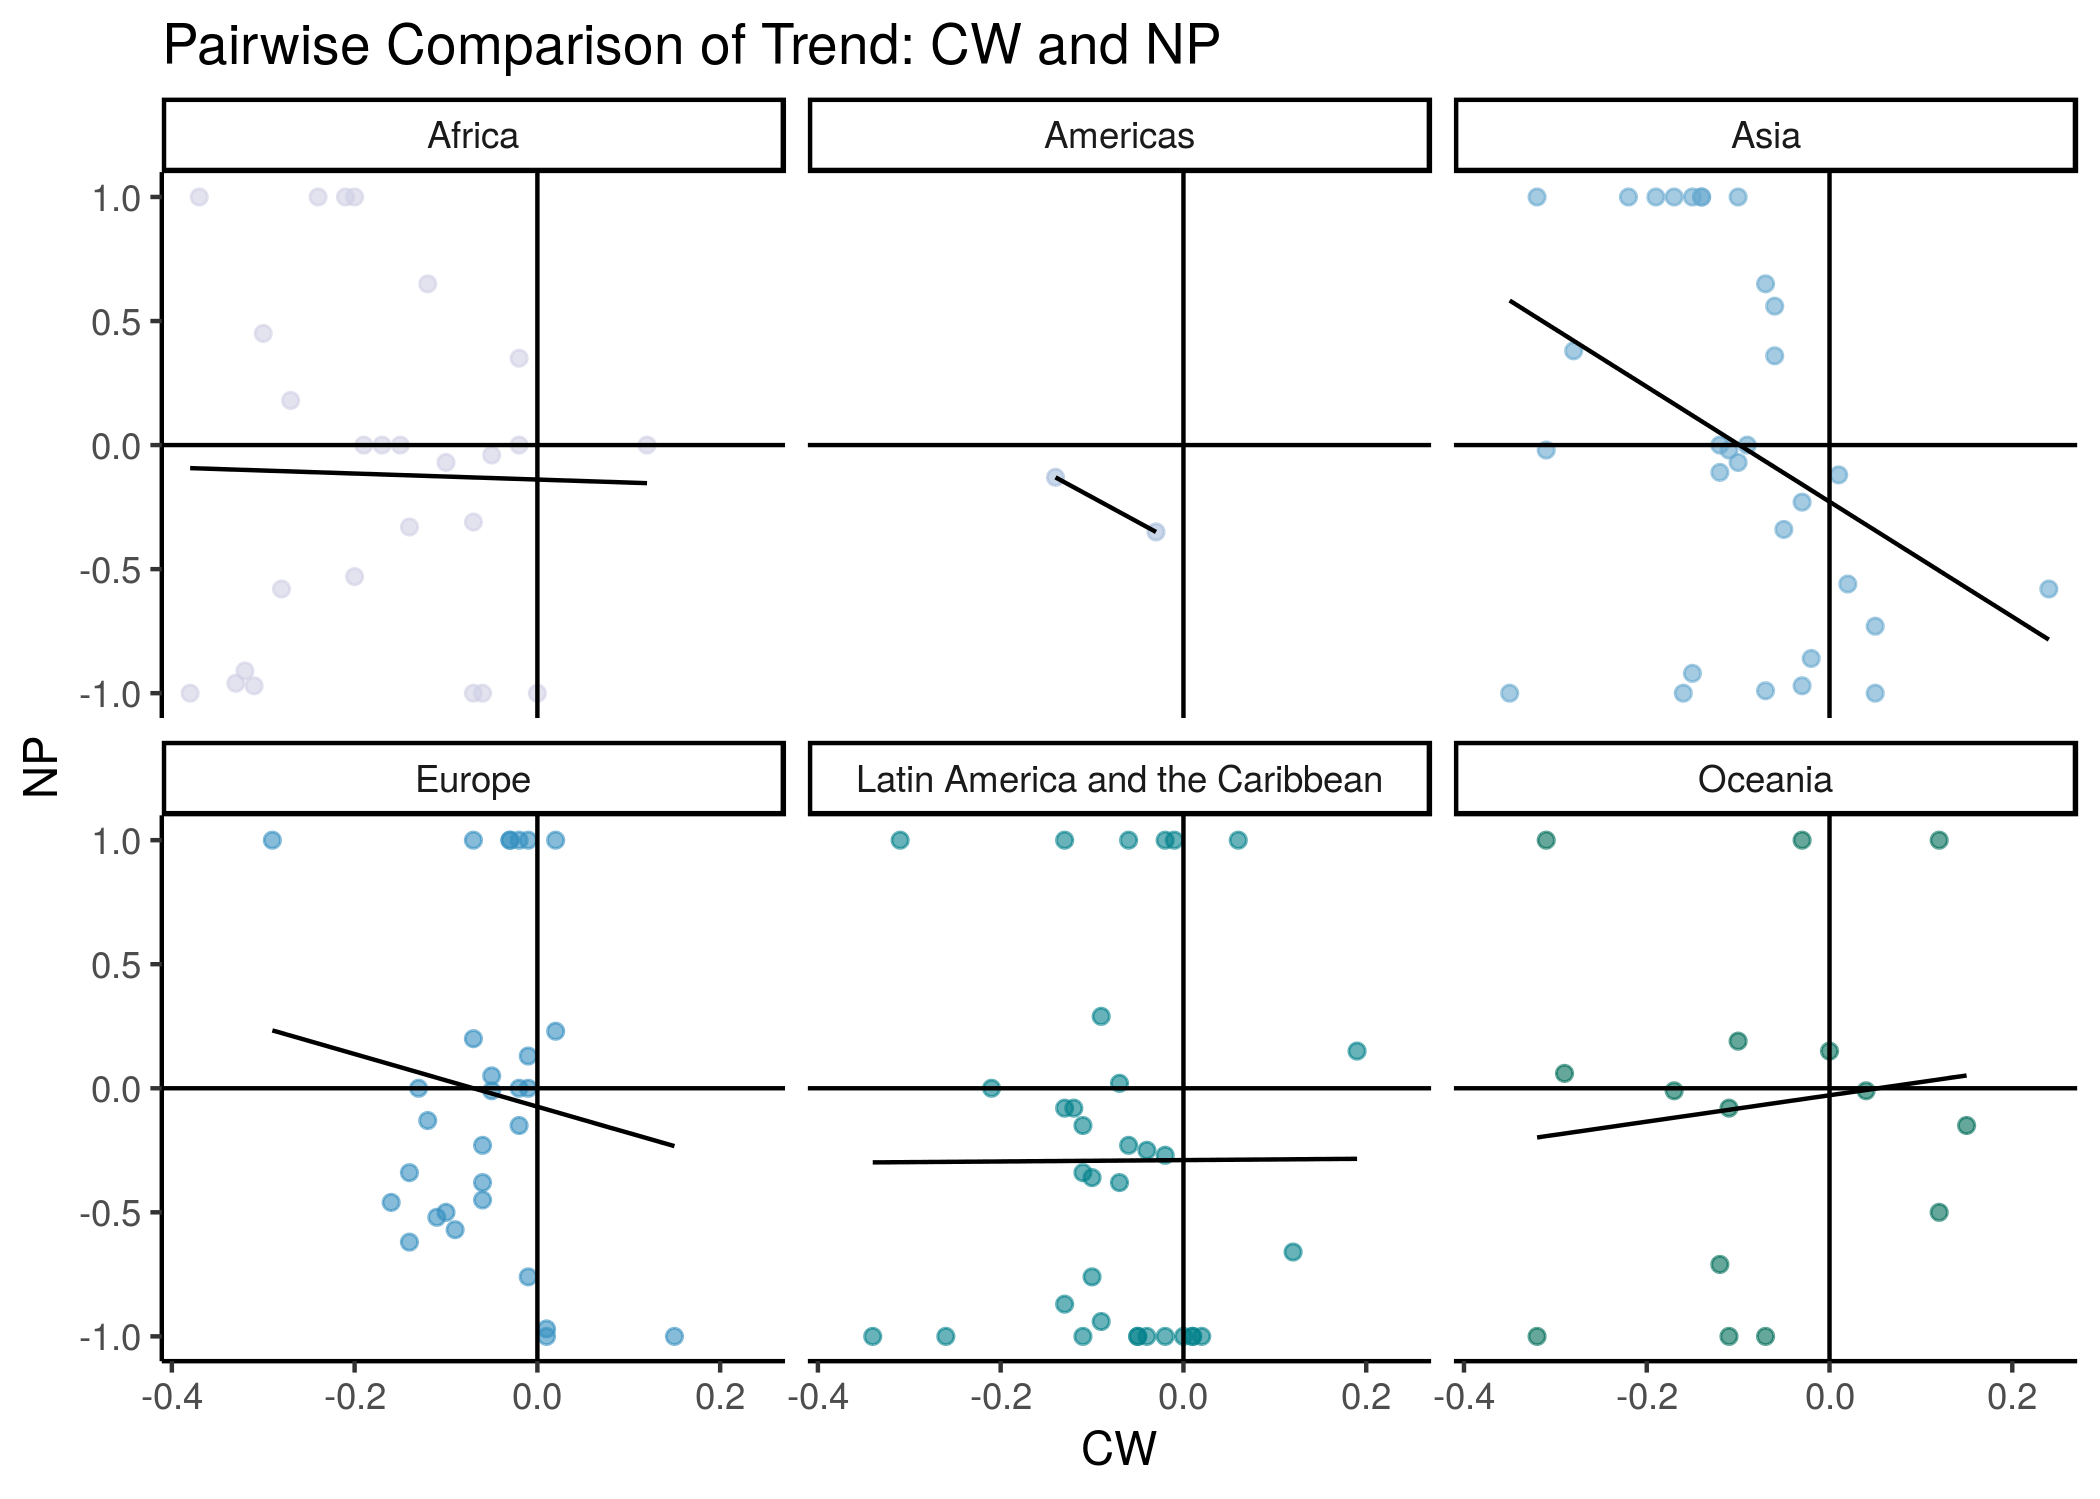 Pairwise Comparison of Trend: CW and NP
Africa
Americas
Asia
1.0
0.5
0.0
-0.5
-1.0
NP
Europe
Latin America and the Caribbean
Oceania
1.0
0.5
0.0
-0.5
-1.0
-0.4 -0.2 0.0 0.2 -0.4 -0.2 0.0 0.2 -0.4 -0.2 0.0 0.2
CW